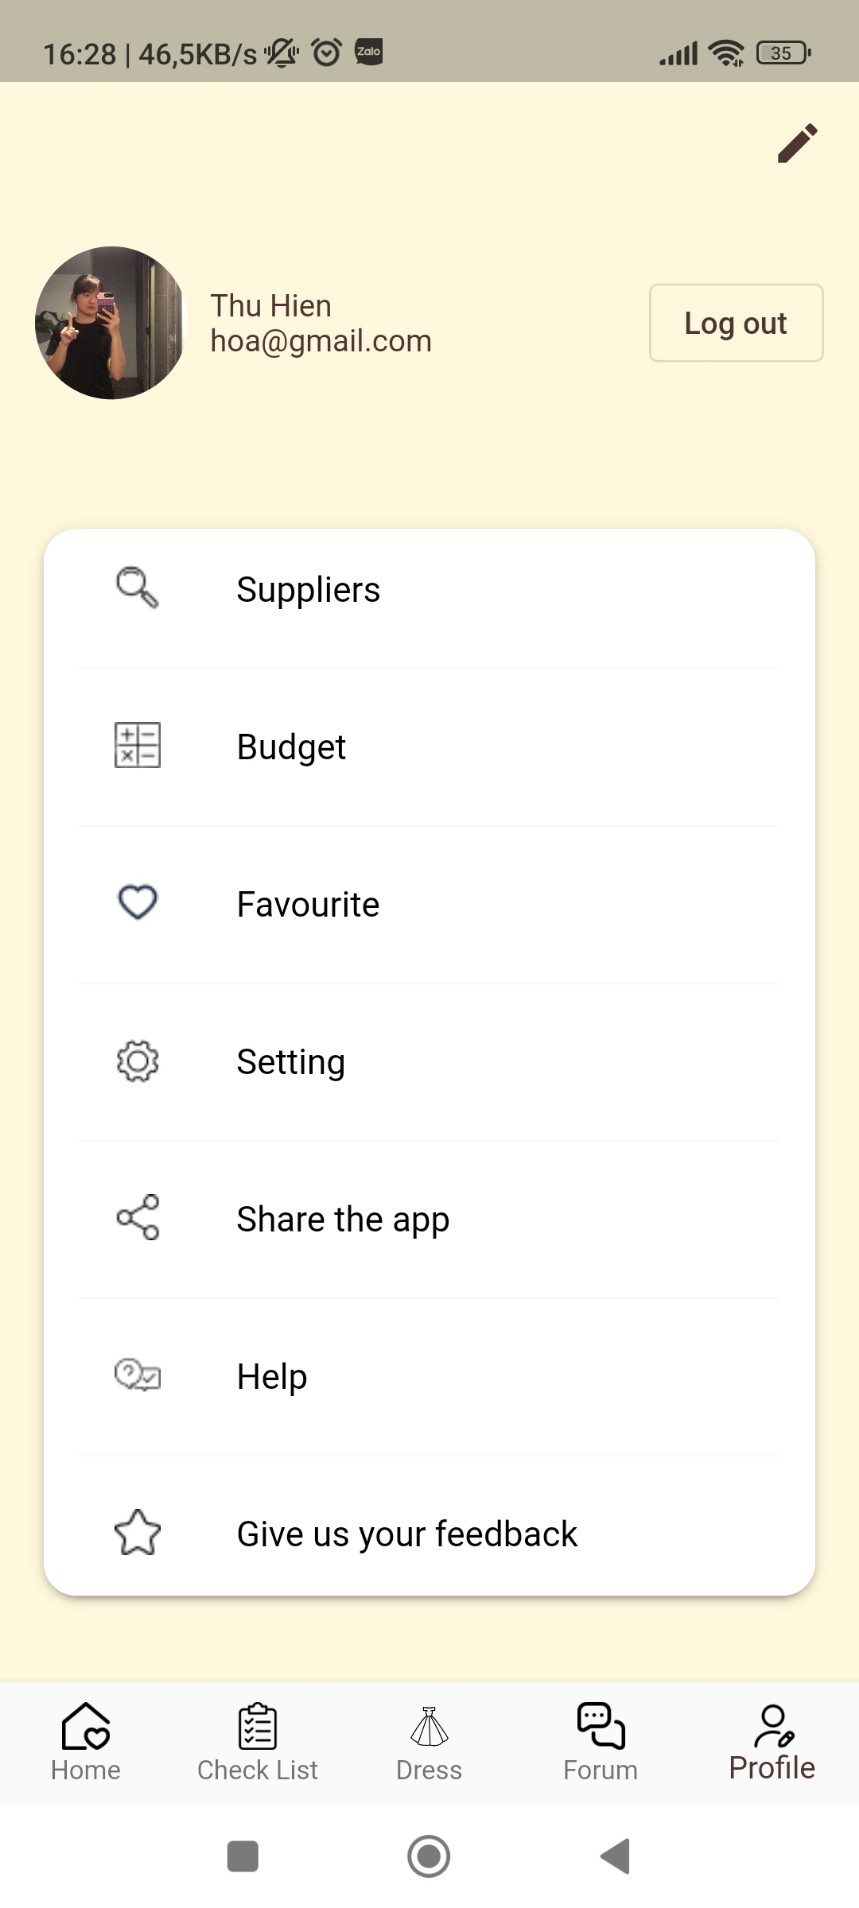 16:28 | 46,5KB/s Zalo 35
Thu Hien
hoa@gmail.com
Log out
Suppliers
Budget
Favourite
Setting
Share the app
Help
Give us your feedback
Home Check List Dress Forum Profile